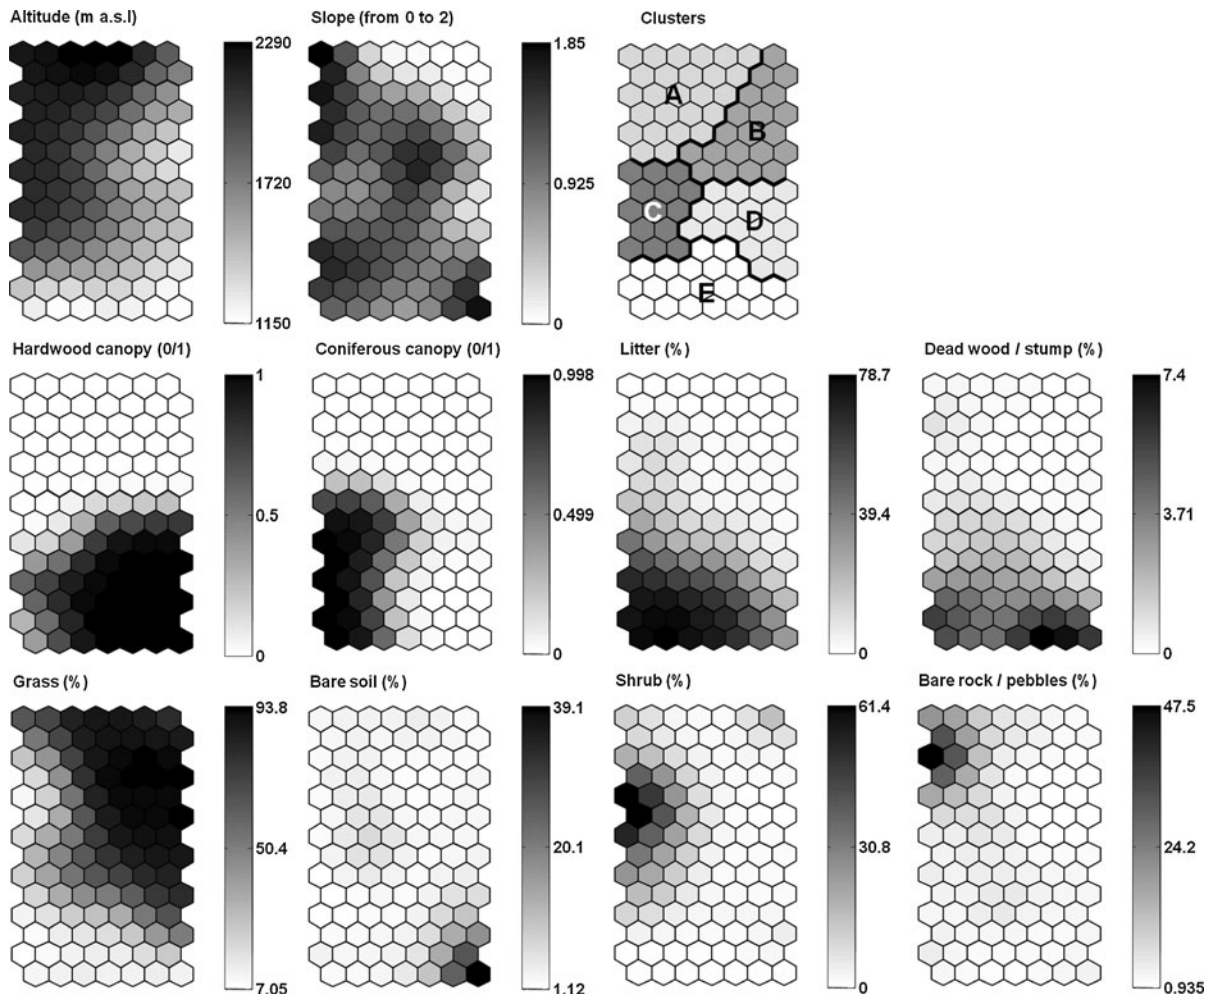 Altitude (m a.s.l)
Slope (from 0 to 2)
Clusters
2290
1720
1150
1.85
0.925
0
A
B
C
D
E
Hardwood canopy (0/1)
Coniferous canopy (0/1)
Litter (%)
Dead wood / stump (%)
1
0.5
0
0.998
0.499
0
78.7
39.4
0
7.4
3.71
0
Grass (%)
Bare soil (%)
Shrub (%)
Bare rock / pebbles (%)
93.8
50.4
7.05
39.1
20.1
1.12
61.4
30.8
0
47.5
24.2
0.935